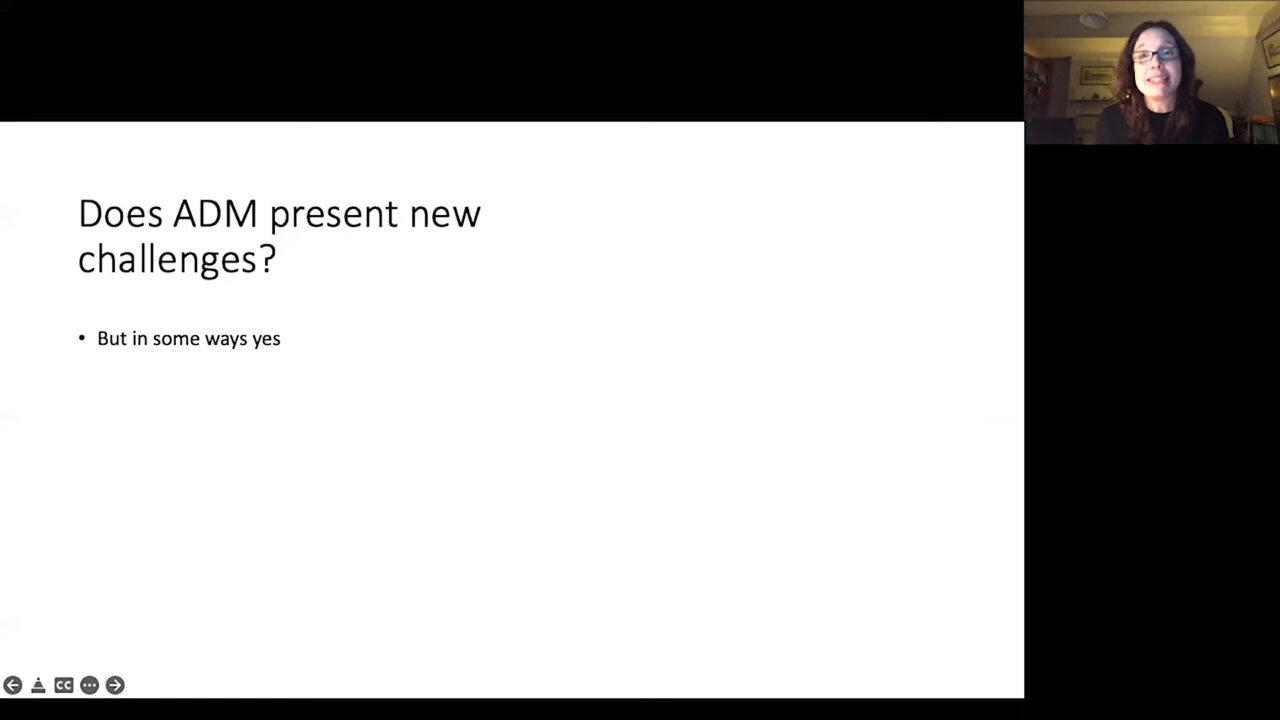 Does ADM present new
challenges?
• But in some ways yes
CC